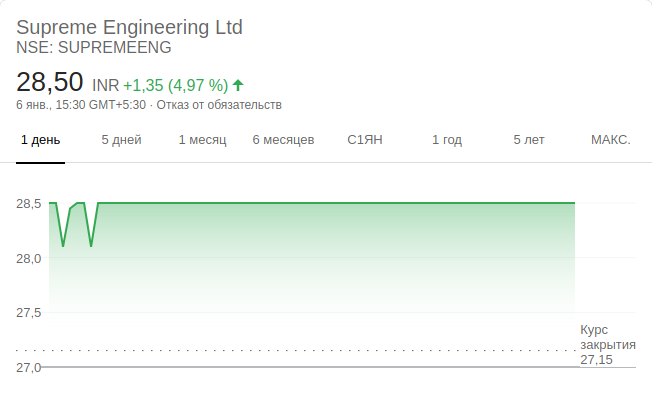 Supreme Engineering Ltd
NSE: SUPREMEENG
28,50 INR +1,35 (4,97 %)
6 янв., 15:30 GMT+5:30 · Отказ от обязательств
1 день 5 дней 1 месяц 6 месяцев С1ЯН 1 год 5 лет МАКС.
28,5
28,0
27,5
Курс
закрытия
27,15
27,0